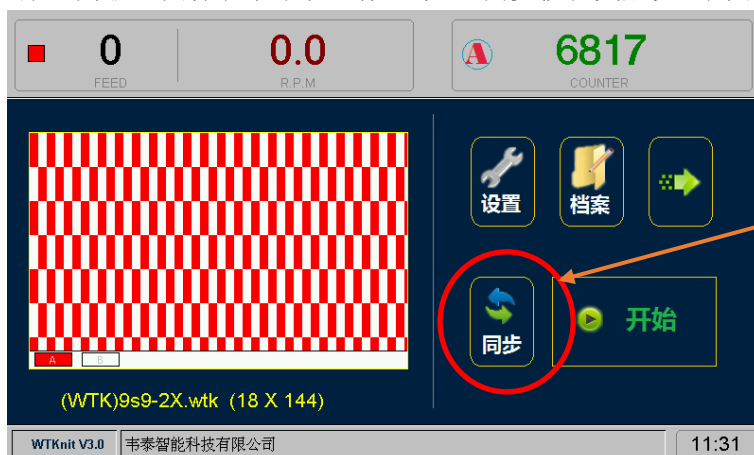 0
FEED
0.0
R.P.M
A
6817
COUNTER
设置
档案
A
B
同步
开始
(WTK)9s9-2X.wtk (18 X 144)
WTKnit V3.0
韦泰智能科技有限公司
11:31